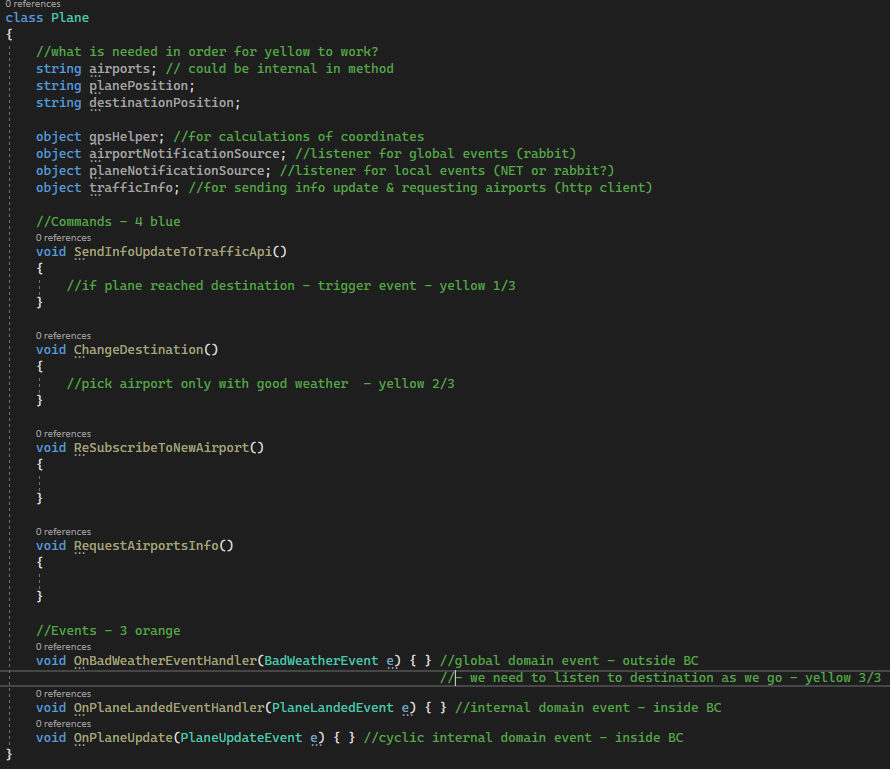 0 references
class Plane
{
//what is needed in order for yellow to work?
string airports; // could be internal in method
string planePosition;
string destinationPosition;
object gpsHelper; //for calculations of coordinates
object airportNotificationSource; //listener for global events (rabbit)
object planeNotificationSource; //listener for local events (NET or rabbit?)
object trafficInfo; //for sending info update & requesting airports (http client)
//Commands - 4 blue
0 references
void SendInfoUpdateToTrafficApi()
{
//if plane reached destination - trigger event - yellow 1/3
}
0 references
void ChangeDestination()
{
//pick airport only with good weather  - yellow 2/3
}
0 references
void ReSubscribeToNewAirport()
{
}
0 references
void RequestAirportsInfo()
{
}
//Events - 3 orange
0 references
void OnBadWeatherEventHandler(BadWeatherEvent e) { } //global domain event - outside BC
//- we need to listen to destination as we go - yellow 3/3
0 references
void OnPlaneLandedEventHandler(PlaneLandedEvent e) { } //internal domain event - inside BC
0 references
void OnPlaneUpdate(PlaneUpdateEvent e) { } //cyclic internal domain event - inside BC
}